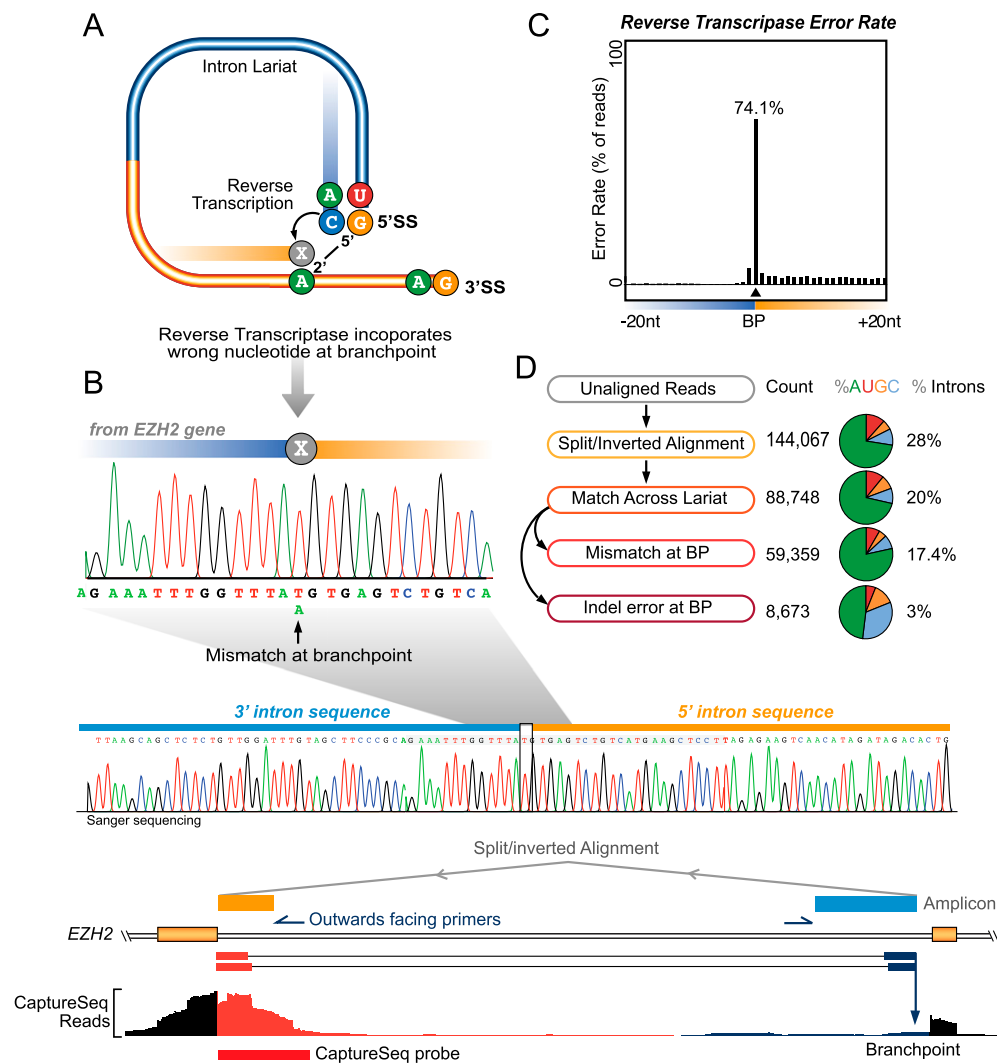 A
Intron Lariat
Reverse
Transcription
A
U
C
G
5'SS
5'
X
2'
A
A
G
3'SS
Reverse Transcriptase incoporates
wrong nucleotide at branchpoint
B
from EZH2 gene
X
AGAAATTTGGTTTATGTGAGTCTGTCA
A
Mismatch at branchpoint
C
Reverse Transcripase Error Rate
Error Rate (% of reads)
100
0
74.1%
-20nt
BP
+20nt
D
Unaligned Reads
Count
%AUGC
% Introns
Split/Inverted Alignment
144,067
28%
Match Across Lariat
88,748
20%
Mismatch at BP
59,359
17.4%
Indel error at BP
8,673
3%
3' intron sequence
5' intron sequence
TTAAGCAGCTCTCTGTTGGATTTGTAGCTTCCCGCAGAAATTTGGTTTATGTGAGTCTGTCATGAAGCTCCTTAGAGAAGTCAACATAGATAGACACTG
Sanger sequencing
Split/inverted Alignment
Amplicon
Outwards facing primers
EZH2
CaptureSeq
Reads
CaptureSeq probe
Branchpoint